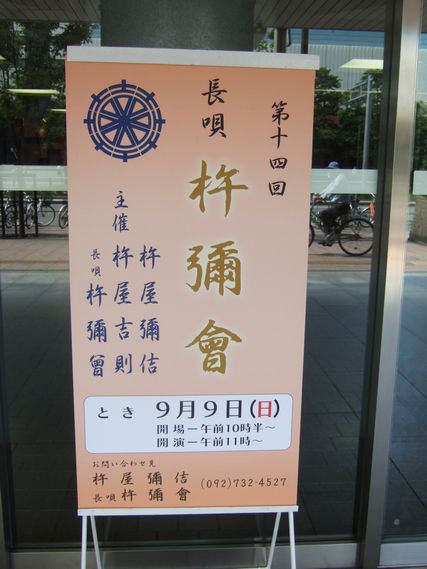 第十四回
長唄
杵彌會
主催
杵屋彌佶
杵屋吉則
長唄 杵彌會
とき 9月9日(日)
開場ー午前10時半～
開演ー午前11時～
お問い合わせ先
杵屋彌佶
長唄 杵彌會
(092)732-4527